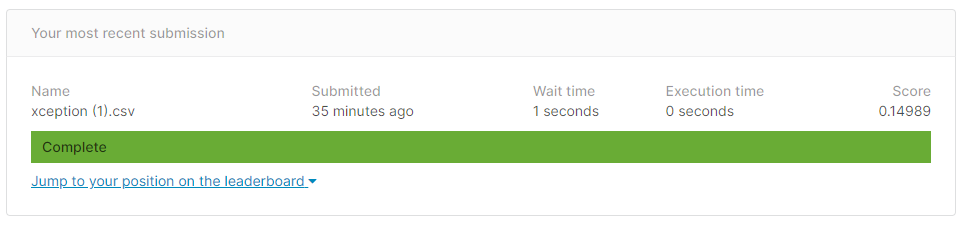 Your most recent submission
Name Submitted Wait time Execution time Score
xception (1).csv 35 minutes ago 1 seconds 0 seconds 0.14989
Complete
Jump to your position on the leaderboard